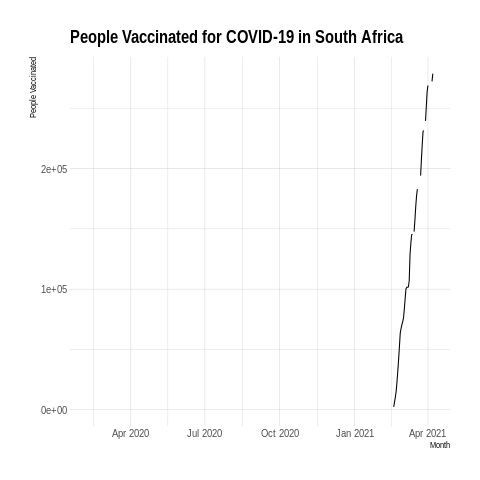 People Vaccinated for COVID-19 in South Africa
People Vaccinated
2e+05
1e+05
0e+00
Apr 2020 Jul 2020 Oct 2020 Jan 2021 Apr 2021
Month